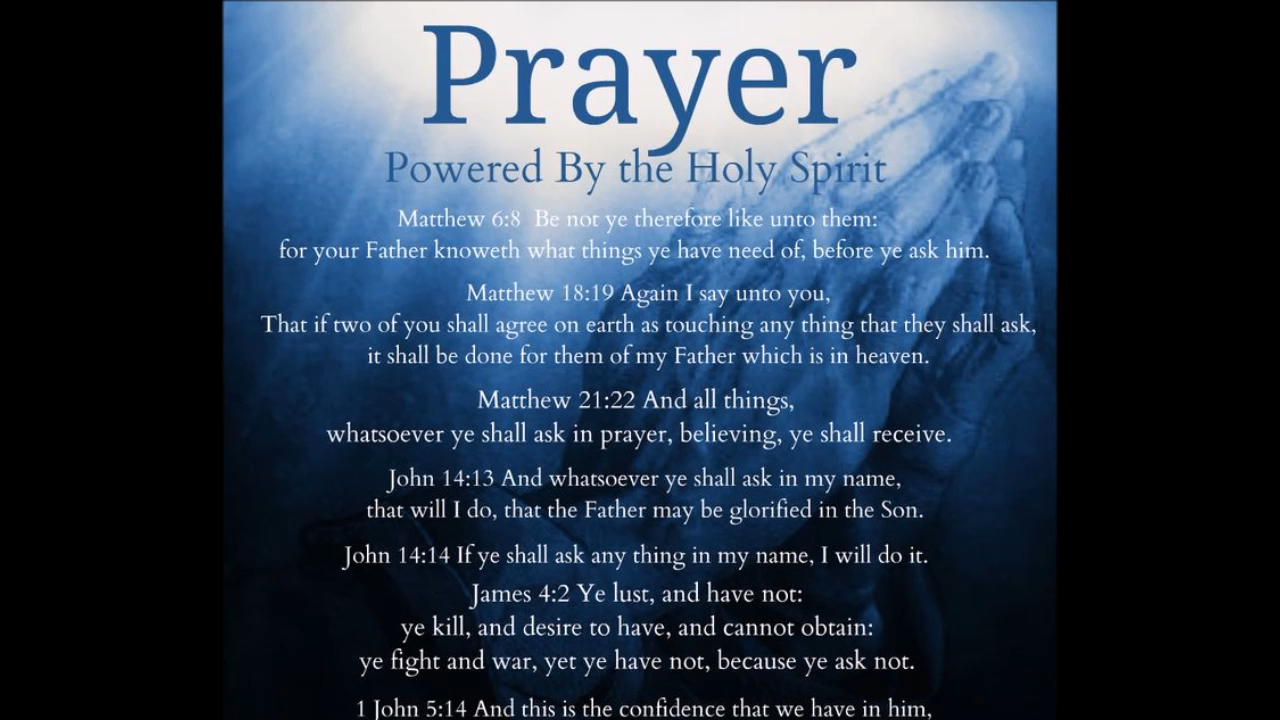 Prayer
Powered By the Holy Spirit
Matthew 6:8  Be not ye therefore like unto them:
for your Father knoweth what things ye have need of, before ye ask him.
Matthew 18:19 Again I say unto you,
That if two of you shall agree on earth as touching any thing that they shall ask,
it shall be done for them of my Father which is in heaven.
Matthew 21:22 And all things,
whatsoever ye shall ask in prayer, believing, ye shall receive.
John 14:13 And whatsoever ye shall ask in my name,
that will I do, that the Father may be glorified in the Son.
John 14:14 If ye shall ask any thing in my name, I will do it.
James 4:2 Ye lust, and have not:
ye kill, and desire to have, and cannot obtain:
ye fight and war, yet ye have not, because ye ask not.
1 John 5:14 And this is the confidence that we have in him,